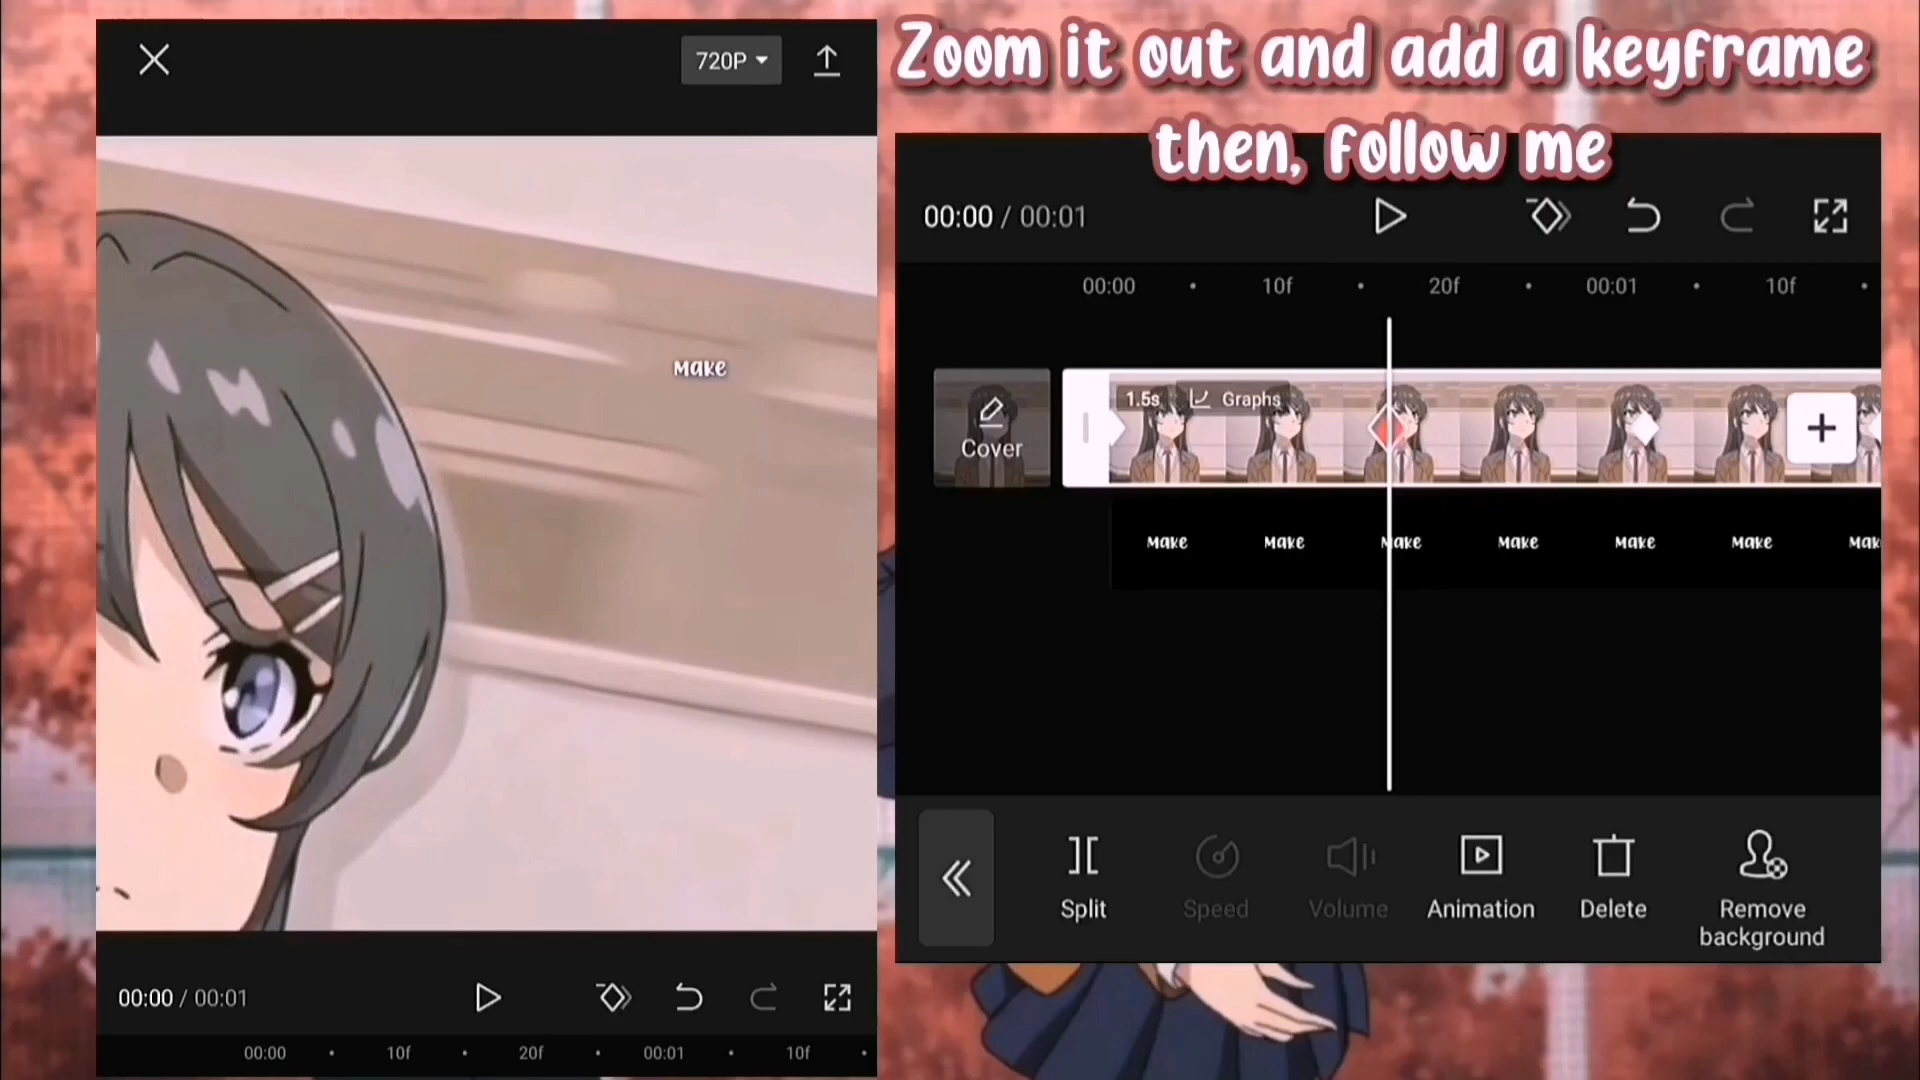 Zoom it out and add a keyframe
then, follow me
720P
Make
00:00 / 00:01
00:00 10f 20f 00:01 10f
00:00 / 00:01
00:00 10f 20f 00:01 10f
1.5s Graphs
Cover
Make Make Make Make Make Make Mak
Split Speed Volume Animation Delete Remove
background